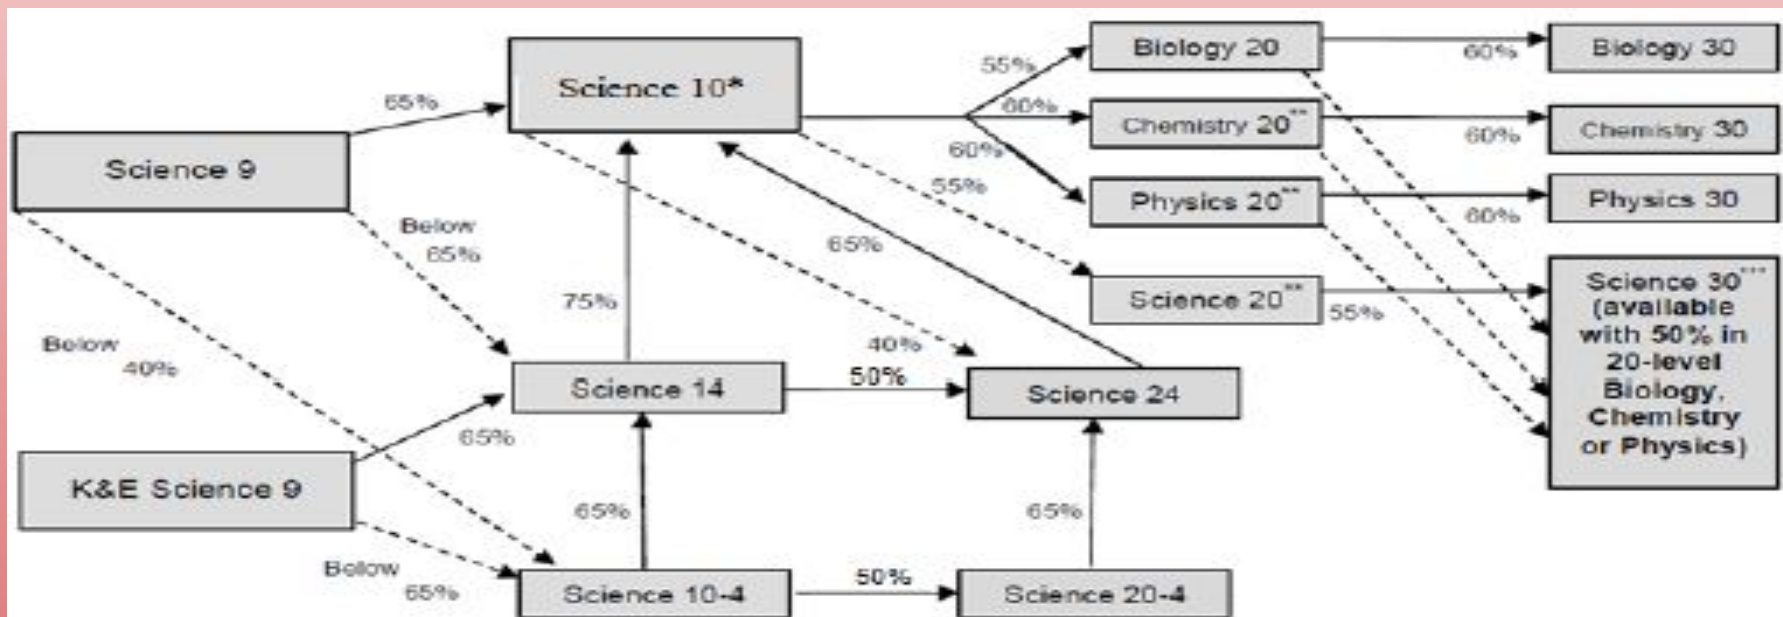 Science 10*
Science 9
65%
Below
65%
Below
40%
75%
65%
40%
55%
60%
60%
55%
Biology 20
60%
Biology 30
Chemistry 20**
60%
Chemistry 30
Physics 20**
60%
Physics 30
Science 20**
55%
Science 30***
(available
with 50% in
20-level
Biology,
Chemistry
or Physics)
Science 14
50%
Science 24
K&E Science 9
65%
65%
65%
Below
65%
Science 10-4
50%
Science 20-4